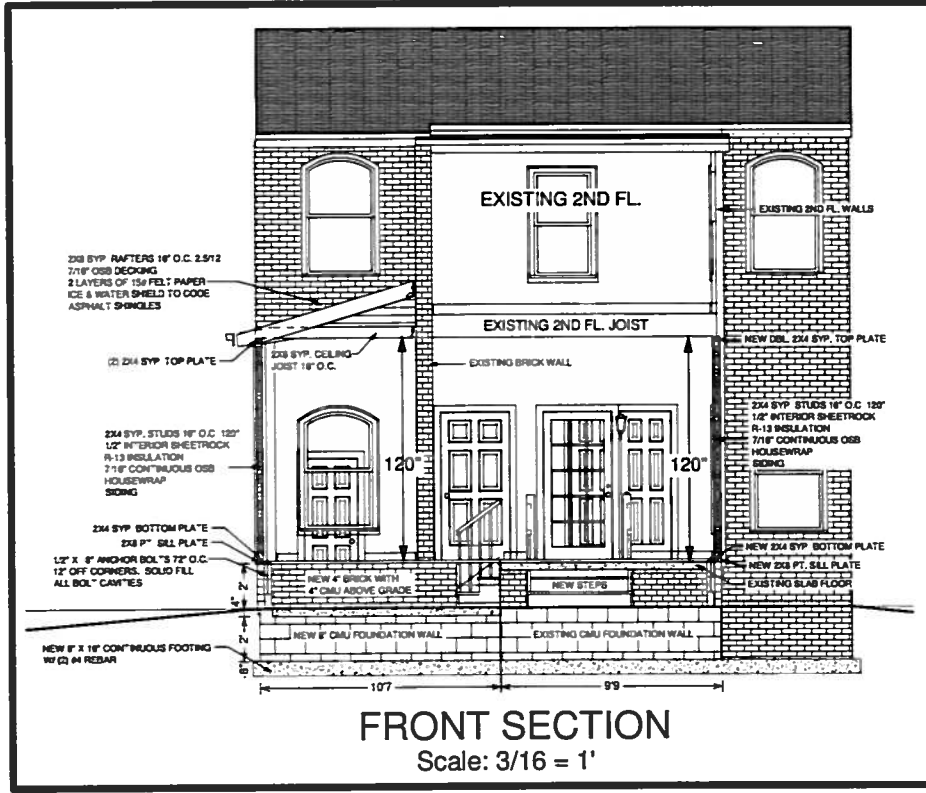 EXISTING 2ND FL.
EXISTING 2ND FL. WALLS
2X8 SYP. RAFTERS 16" O.C. 2.5/12
7/16" OSB DECKING
2 LAYERS OF 15# FELT PAPER
ICE & WATER SHIELD TO CODE
ASPHALT SHINGLES
EXISTING 2ND FL. JOIST
(2) 2X4 SYP. TOP PLATE
2X6 SYP. CEILING
JOIST 16" O.C.
EXISTING BRICK WALL
NEW DBL. 2X4 SYP. TOP PLATE
2X4 SYP. STUDS 16" O.C. 120"
1/2" INTERIOR SHEETROCK
R-13 INSULATION
7/16" CONTINUOUS OSB
HOUSEWRAP
SIDING
120"
120"
2X4 SYP STUDS 16" O.C. 120"
1/2" INTERIOR SHEETROCK
R-13 INSULATION
7/16" CONTINUOUS OSB
HOUSEWRAP
SIDING
2X4 SYP BOTTOM PLATE
2X8 PT. SILL PLATE
1/2" X 8" ANCHOR BOLTS 72" O.C.
12" OFF CORNERS. SOLID FILL
ALL BOLT CAVITIES
NEW 2X4 SYP BOTTOM PLATE
NEW 2X8 PT. SILL PLATE
EXISTING SLAB FLOOR
NEW 4" BRICK WITH
4" CMU ABOVE GRADE
NEW STEPS
2'
4"
2'
8"
NEW 8" CMU FOUNDATION WALL
EXISTING CMU FOUNDATION WALL
NEW 8" X 16" CONTINUOUS FOOTING
W/ (2) #4 REBAR
10'7
9'9
FRONT SECTION
Scale: 3/16 = 1'